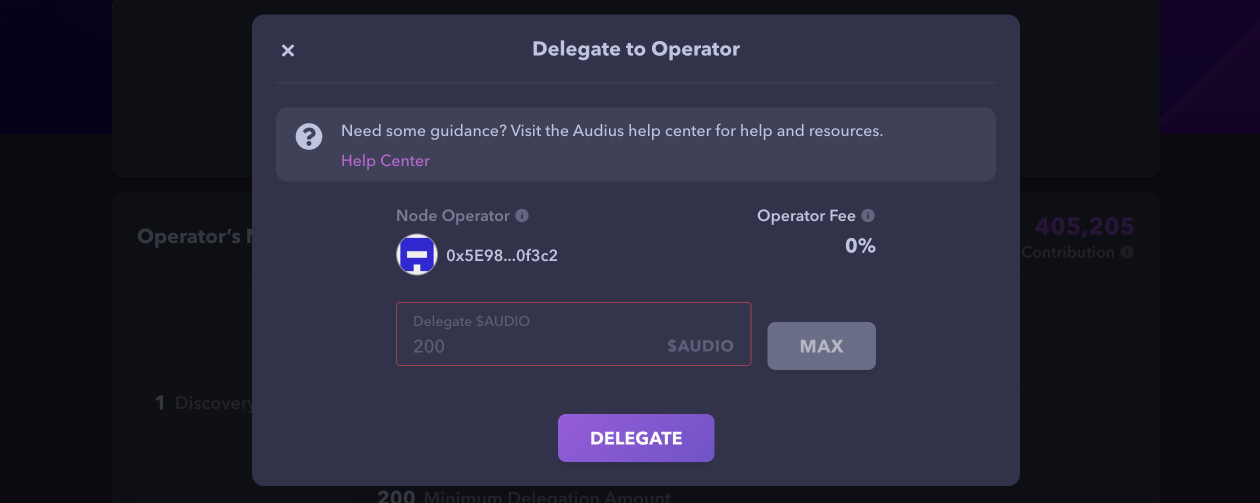 Delegate to Operator
Need some guidance? Visit the Audius help center for help and resources.
Help Center
Node Operator
Operator Fee
0x5E98...0f3c2
0%
Operator's
405,205
Contribution
Delegate $AUDIO
200 $AUDIO
MAX
1 Discovery
DELEGATE
200 Minimum Delegation Amount